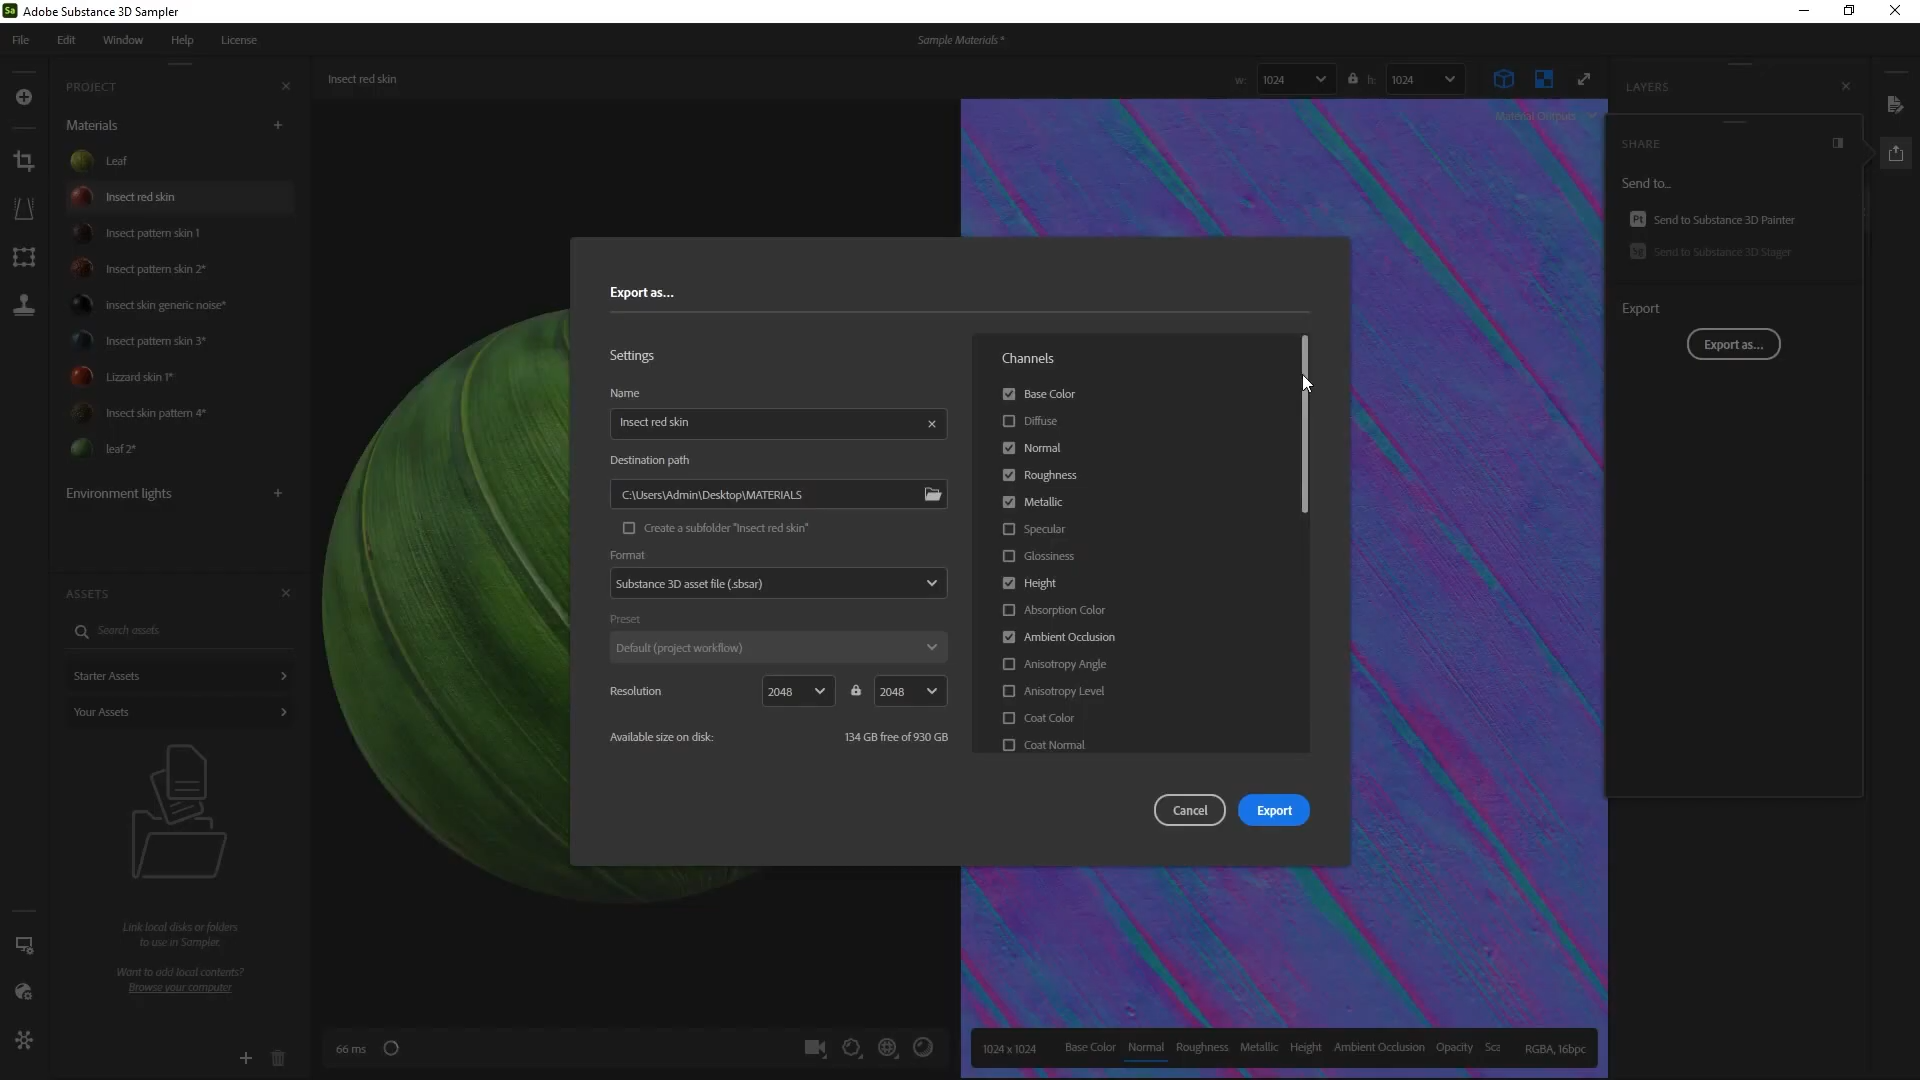 Sa Adobe Substance 3D Sampler
File Edit Window Help License
Sample Materials*
PROJECT
Materials
Leaf
Insect red skin
Insect pattern skin 1
Insect pattern skin 2*
insect skin generic noise*
Insect pattern skin 3*
Lizzard skin 1*
Insect skin pattern 4*
leaf 2*
Environment lights
ASSETS
Search assets
Starter Assets
Your Assets
Link local disks or folders
to use in Sampler.
Want to add local contents?
Browse your computer
Insect red skin
w: 1024 h: 1024
Material Outputs
66 ms
Export as...
Settings
Name
Insect red skin
Destination path
C:\Users\Admin\Desktop\MATERIALS
Create a subfolder "Insect red skin"
Format
Substance 3D asset file (.sbsar)
Preset
Default (project workflow)
Resolution 2048 2048
Available size on disk: 134 GB free of 930 GB
Channels
Base Color
Diffuse
Normal
Roughness
Metallic
Specular
Glossiness
Height
Absorption Color
Ambient Occlusion
Anisotropy Angle
Anisotropy Level
Coat Color
Coat Normal
Cancel Export
1024 x 1024 Base Color Normal Roughness Metallic Height Ambient Occlusion Opacity Sca RGBA, 16bpc
LAYERS
SHARE
Send to...
Pt Send to Substance 3D Painter
Send to Substance 3D Stager
Export
Export as...